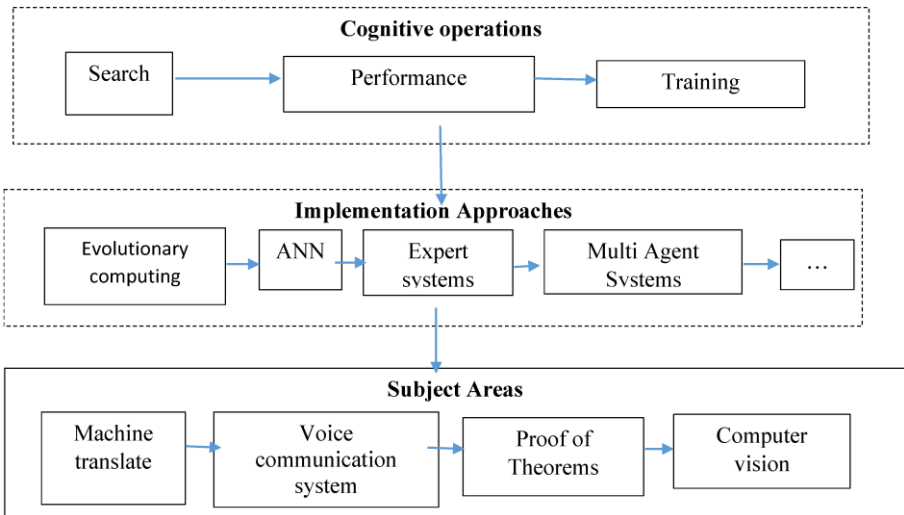 Cognitive operations
Search
Performance
Training
Implementation Approaches
Evolutionary
computing
ANN
Expert
systems
Multi Agent
Systems
...
Subject Areas
Machine
translate
Voice
communication
system
Proof of
Theorems
Computer
vision